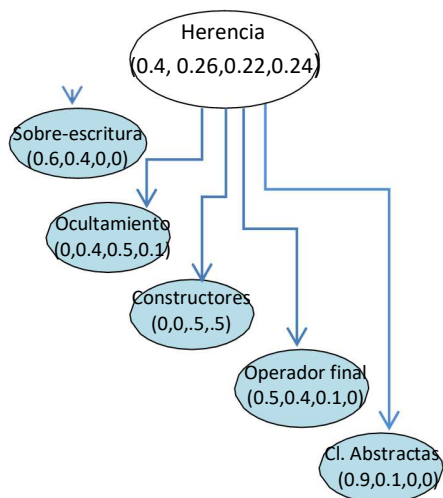 Herencia
(0.4, 0.26,0.22,0.24)
Sobre-escritura
(0.6,0.4,0,0)
Ocultamiento
(0,0.4,0.5,0.1)
Constructores
(0,0,.5,.5)
Operador final
(0.5,0.4,0.1,0)
Cl. Abstractas
(0.9,0.1,0,0)